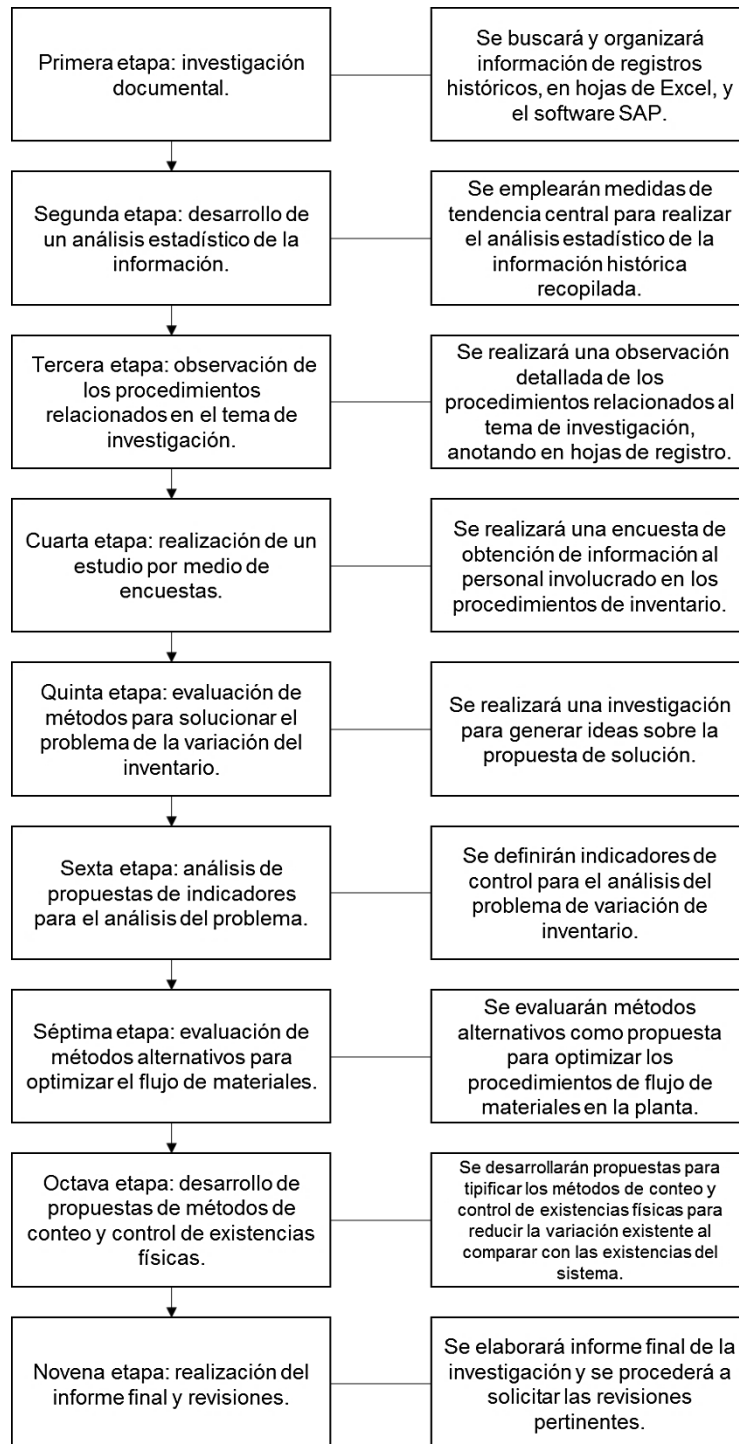 Primera etapa: investigación
documental.
Se buscará y organizará
información de registros
históricos, en hojas de Excel, y
el software SAP.
Segunda etapa: desarrollo de
un análisis estadístico de la
información.
Se emplearán medidas de
tendencia central para realizar
el análisis estadístico de la
información histórica
recopilada.
Tercera etapa: observación de
los procedimientos
relacionados en el tema de
investigación.
Se realizará una observación
detallada de los
procedimientos relacionados al
tema de investigación,
anotando en hojas de registro.
Cuarta etapa: realización de un
estudio por medio de
encuestas.
Se realizará una encuesta de
obtención de información al
personal involucrado en los
procedimientos de inventario.
Quinta etapa: evaluación de
métodos para solucionar el
problema de la variación del
inventario.
Se realizará una investigación
para generar ideas sobre la
propuesta de solución.
Sexta etapa: análisis de
propuestas de indicadores
para el análisis del problema.
Se definirán indicadores de
control para el análisis del
problema de variación de
inventario.
Séptima etapa: evaluación de
métodos alternativos para
optimizar el flujo de materiales.
Se evaluarán métodos
alternativos como propuesta
para optimizar los
procedimientos de flujo de
materiales en la planta.
Octava etapa: desarrollo de
propuestas de métodos de
conteo y control de existencias
físicas.
Se desarrollarán propuestas para
tipificar los métodos de conteo y
control de existencias físicas para
reducir la variación existente al
comparar con las existencias del
sistema.
Novena etapa: realización del
informe final y revisiones.
Se elaborará informe final de la
investigación y se procederá a
solicitar las revisiones
pertinentes.